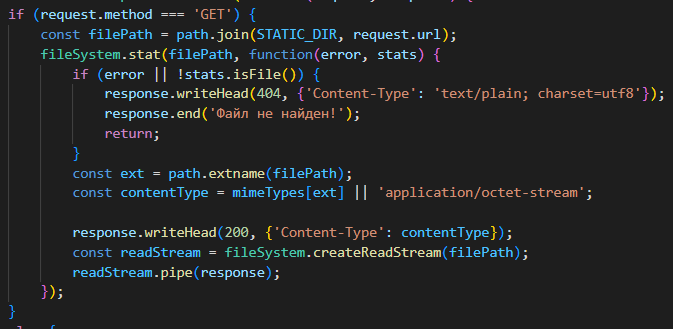 if (request.method === 'GET') {
    const filePath = path.join(STATIC_DIR, request.url);
    fileSystem.stat(filePath, function(error, stats) {
        if (error || !stats.isFile()) {
            response.writeHead(404, {'Content-Type': 'text/plain; charset=utf8'});
            response.end('Файл не найден!');
            return;
        }
        const ext = path.extname(filePath);
        const contentType = mimeTypes[ext] || 'application/octet-stream';

        response.writeHead(200, {'Content-Type': contentType});
        const readStream = fileSystem.createReadStream(filePath);
        readStream.pipe(response);
    });
}